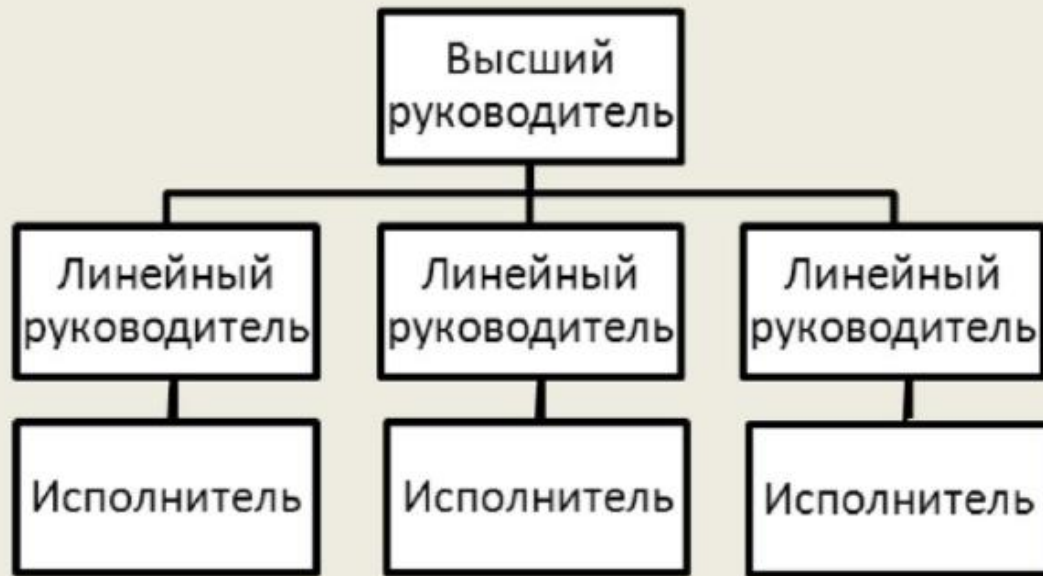 Высший
руководитель
Линейный
руководитель
Линейный
руководитель
Линейный
руководитель
Исполнитель
Исполнитель
Исполнитель